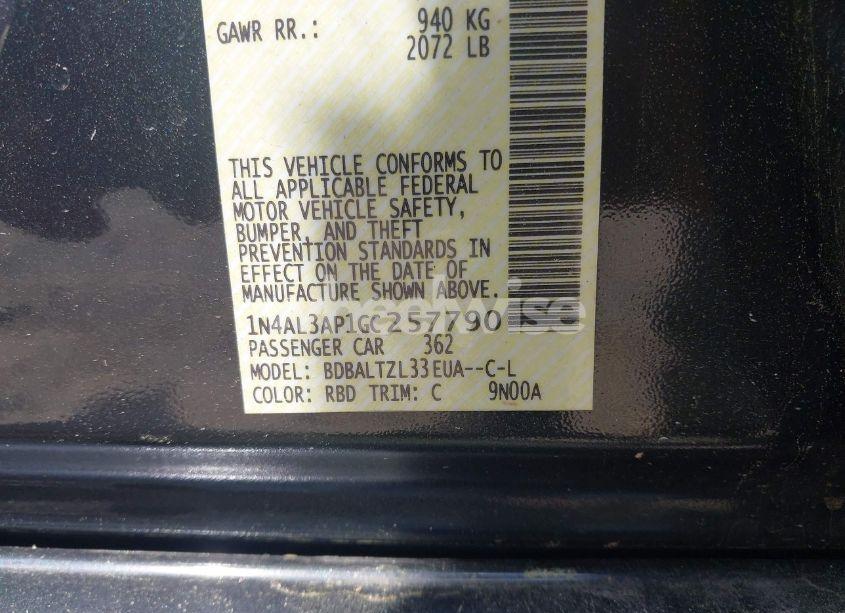 GAWR RR.: 940 KG
2072 LB
THIS VEHICLE CONFORMS TO
ALL APPLICABLE FEDERAL
MOTOR VEHICLE SAFETY,
BUMPER, AND THEFT
PREVENTION STANDARDS IN
EFFECT ON THE DATE OF
MANUFACTURE SHOWN ABOVE.
1N4AL3AP1GC257790
PASSENGER CAR 362
MODEL: BDBALTZL33EUA--C-L
COLOR: RBD TRIM: C 9N00A